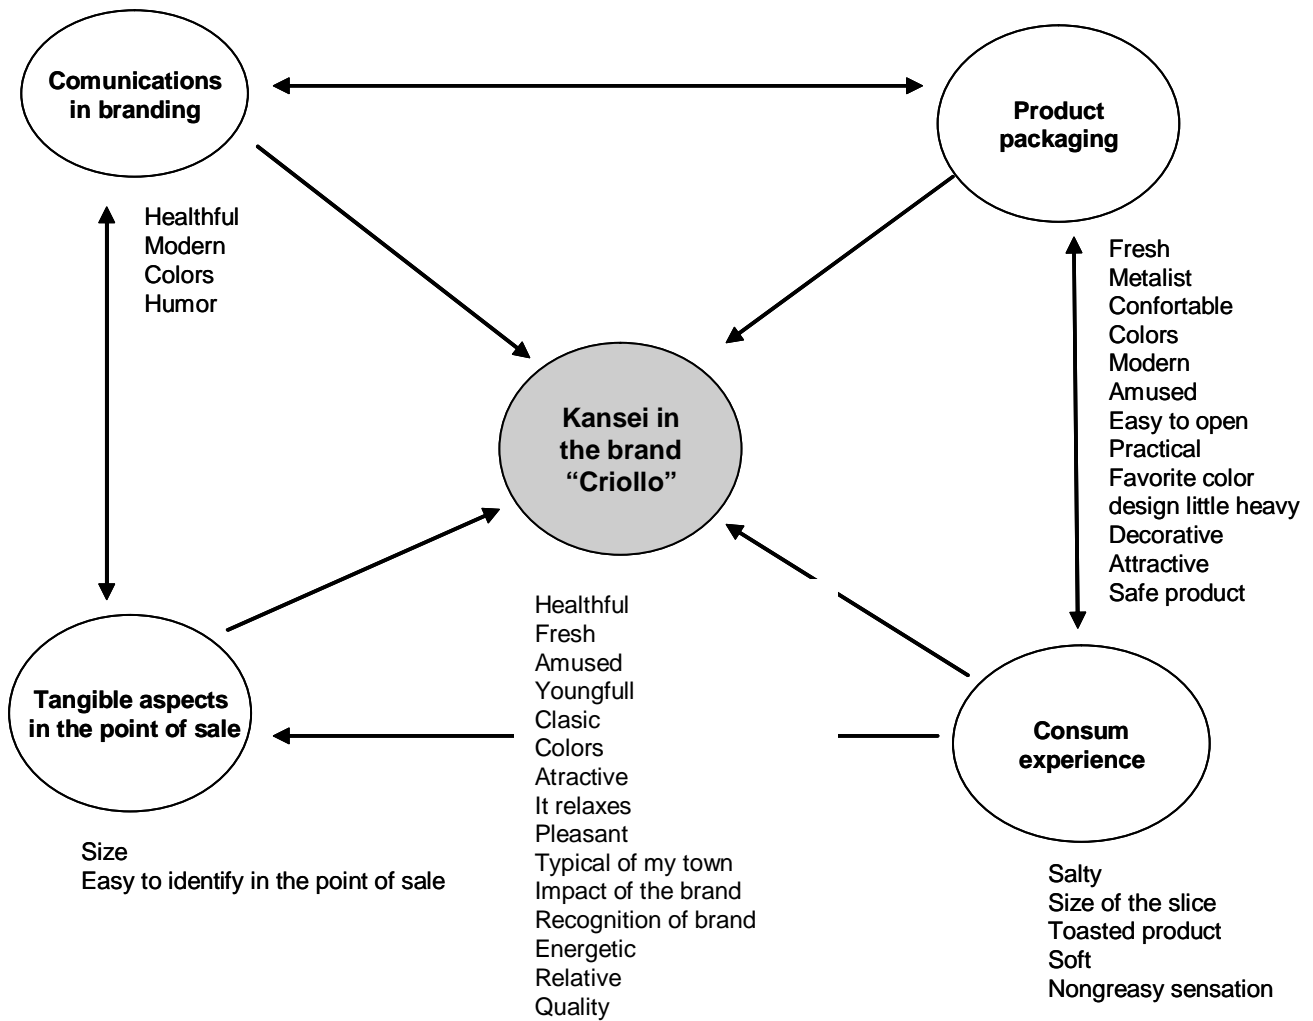 Comunications
in branding
Product
packaging
Healthful
Modern
Colors
Humor
Fresh
Metalist
Confortable
Colors
Modern
Amused
Easy to open
Practical
Favorite color
design little heavy
Decorative
Attractive
Safe product
Kansei in
the brand
“Criollo”
Tangible aspects
in the point of sale
Size
Easy to identify in the point of sale
Healthful
Fresh
Amused
Youngfull
Clasic
Colors
Atractive
It relaxes
Pleasant
Typical of my town
Impact of the brand
Recognition of brand
Energetic
Relative
Quality
Consum
experience
Salty
Size of the slice
Toasted product
Soft
Nongreasy sensation